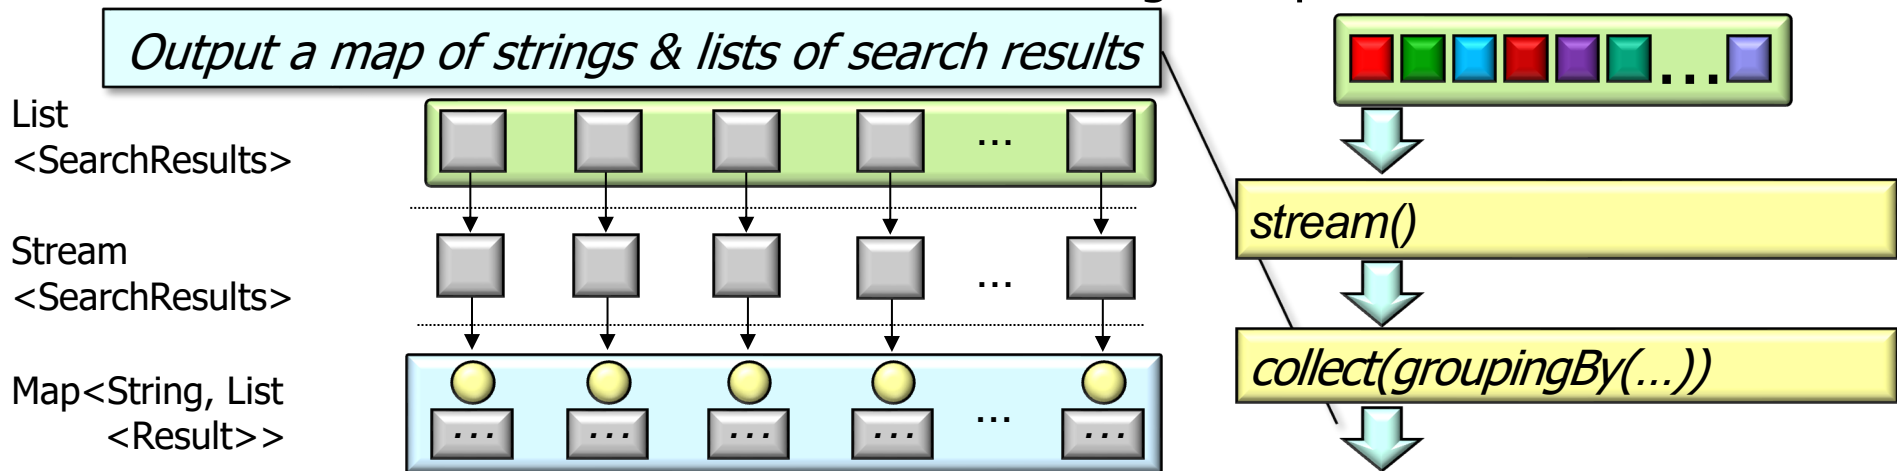 Output a map of strings & lists of search results
...
List
<SearchResults>
...
stream()
Stream
<SearchResults>
...
collect(groupingBy(...))
Map<String, List
<Result>>
...
... ... ... ... ...